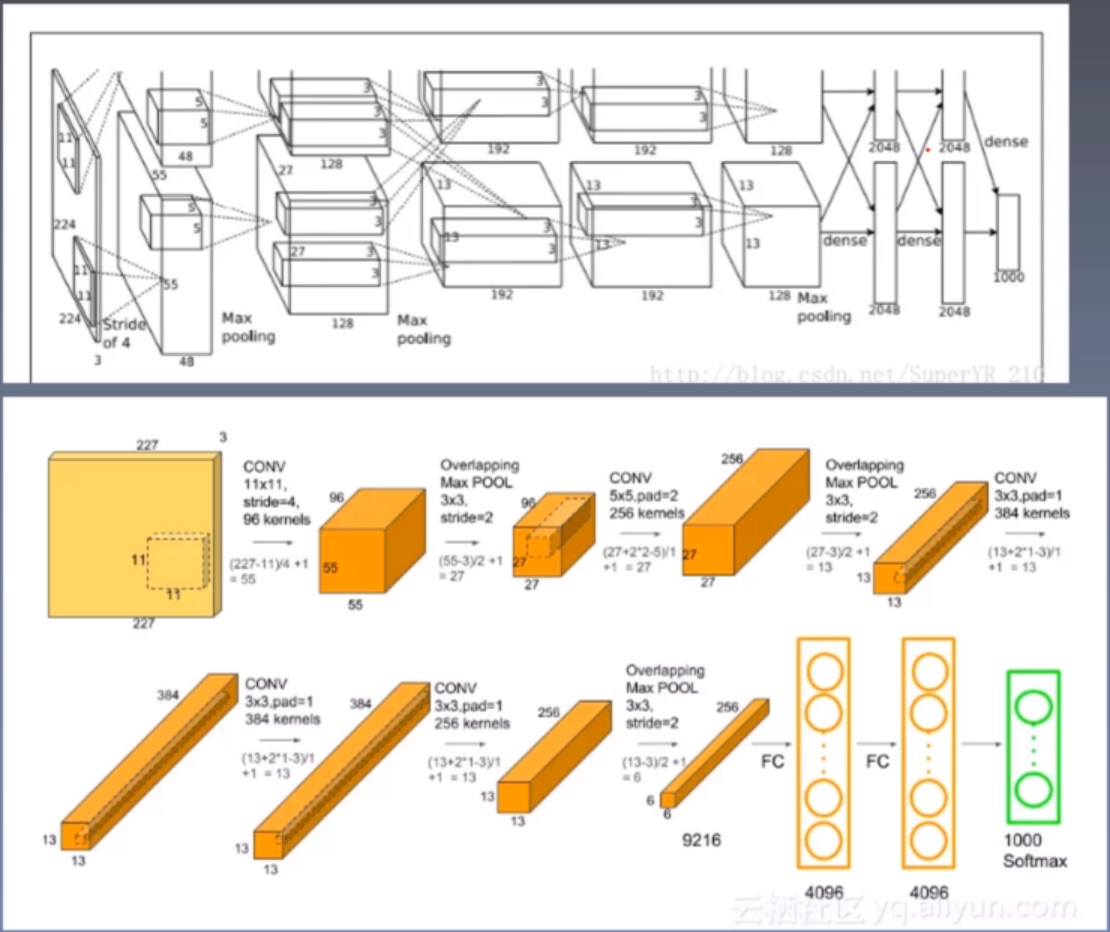 11
11
224
11
11
224
3
Stride
of 4
5
5
48
55
5
5
55
48
Max
pooling
3
3
3
3
128
27
3
3
27
3
3
128
Max
pooling
3
3
192
13
3
3
13
192
3
3
192
13
3
3
13
192
128
13
13
128
Max
pooling
2048
2048
dense
dense
dense
2048
2048
1000
http://blog.csdn.net/SuperYR_210
227
3
11
11
227
CONV
11x11,
stride=4,
96 kernels
(227-11)/4 +1
= 55
96
55
55
Overlapping
Max POOL
3x3,
stride=2
(55-3)/2 +1
= 27
96
27
27
CONV
5x5,pad=2
256 kernels
(27+2*2-5)/1
+1 = 27
256
27
27
Overlapping
Max POOL
3x3,
stride=2
(27-3)/2 +1
= 13
256
13
13
CONV
3x3,pad=1
384 kernels
(13+2*1-3)/1
+1 = 13
384
13
13
CONV
3x3,pad=1
384 kernels
(13+2*1-3)/1
+1 = 13
384
13
13
CONV
3x3,pad=1
256 kernels
(13+2*1-3)/1
+1 = 13
256
13
13
Overlapping
Max POOL
3x3,
stride=2
(13-3)/2 +1
= 6
256
6
6
9216
FC
4096
FC
4096
1000
Softmax
云栖社区 yq.aliyun.com